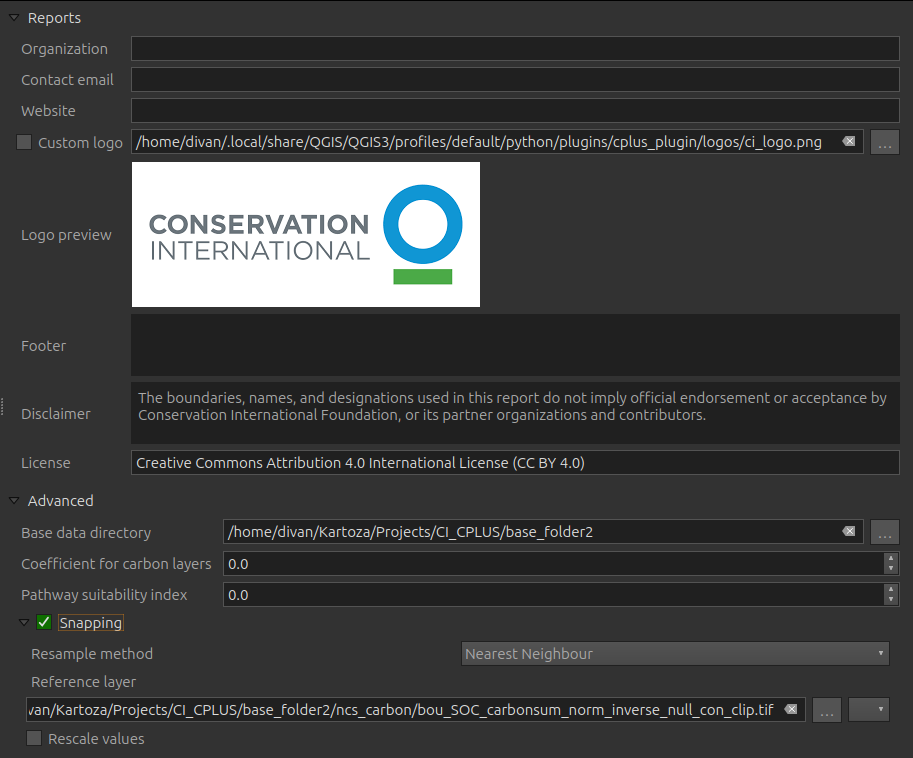 Reports
Organization
Contact email
Website
Custom logo /home/divan/.local/share/QGIS/QGIS3/profiles/default/python/plugins/cplus_plugin/logos/ci_logo.png ...
CONSERVATION
INTERNATIONAL
Logo preview
Footer
The boundaries, names, and designations used in this report do not imply official endorsement or acceptance by
Conservation International Foundation, or its partner organizations and contributors.
Disclaimer
License Creative Commons Attribution 4.0 International License (CC BY 4.0)
Advanced
Base data directory /home/divan/Kartoza/Projects/CI_CPLUS/base_folder2 ...
Coefficient for carbon layers 0.0
Pathway suitability index 0.0
Snapping
Resample method Nearest Neighbour
Reference layer
van/Kartoza/Projects/CI_CPLUS/base_folder2/ncs_carbon/bou_SOC_carbonsum_norm_inverse_null_con_clip.tif ...
Rescale values